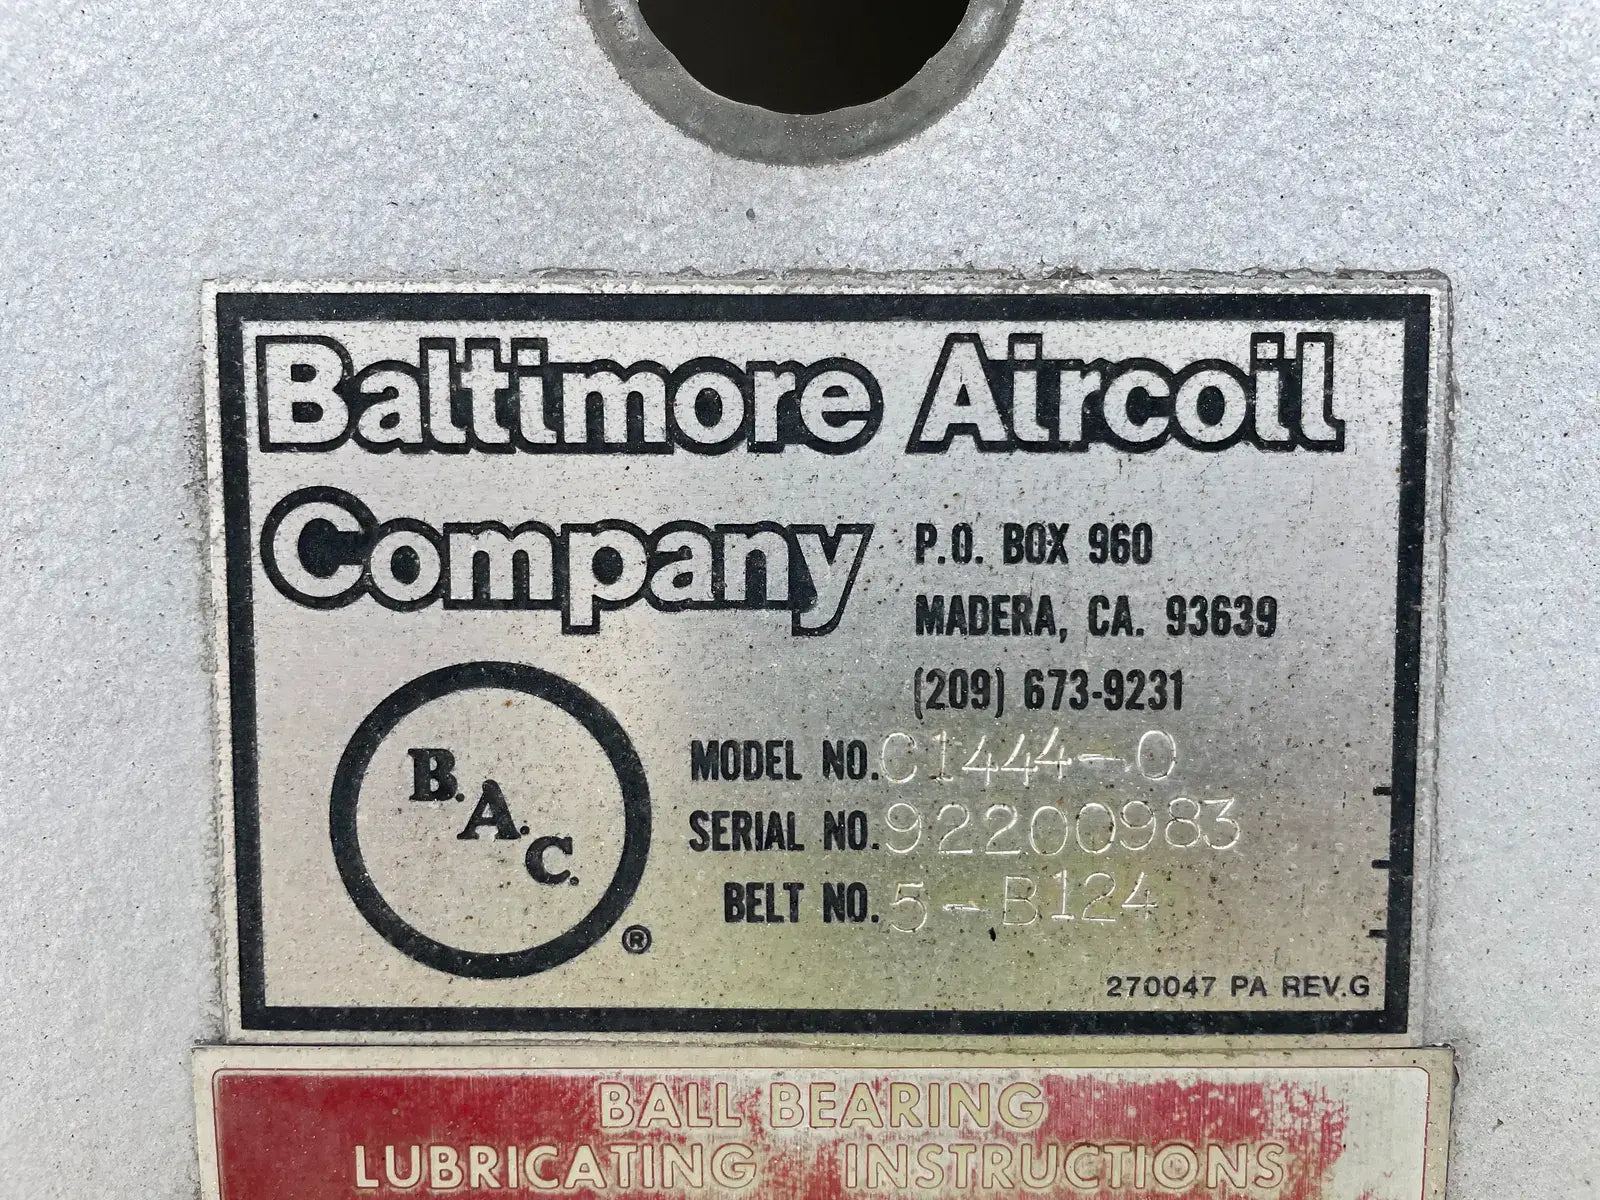 Baltimore Aircoil
Company
P.O. BOX 960
MADERA, CA. 93639
(209) 673-9231
B.A.C.
®
MODEL NO. C1444-O
SERIAL NO. 92200983
BELT NO. 5-B124
270047 PA REV.G
BALL BEARING
LUBRICATING INSTRUCTIONS